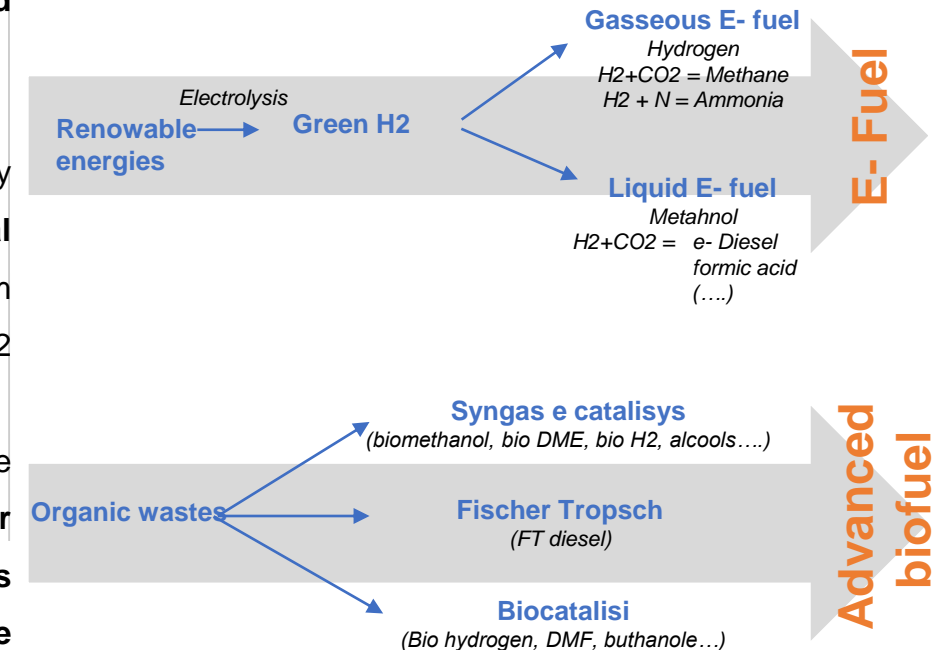 d
y
al
m
2
e
r
s
e
Gasseous E- fuel
Hydrogen
H2+CO2 = Methane
H2 + N = Ammonia
Electrolysis
Renowable
energies
Green H2
Liquid E- fuel
Metahnol
H2+CO2 = e- Diesel
formic acid
(….)
E- Fuel
Syngas e catalisys
(biomethanol, bio DME, bio H2, alcools….)
Organic wastes
Fischer Tropsch
(FT diesel)
Biocatalisi
(Bio hydrogen, DMF, buthanole…)
Advanced
biofuel